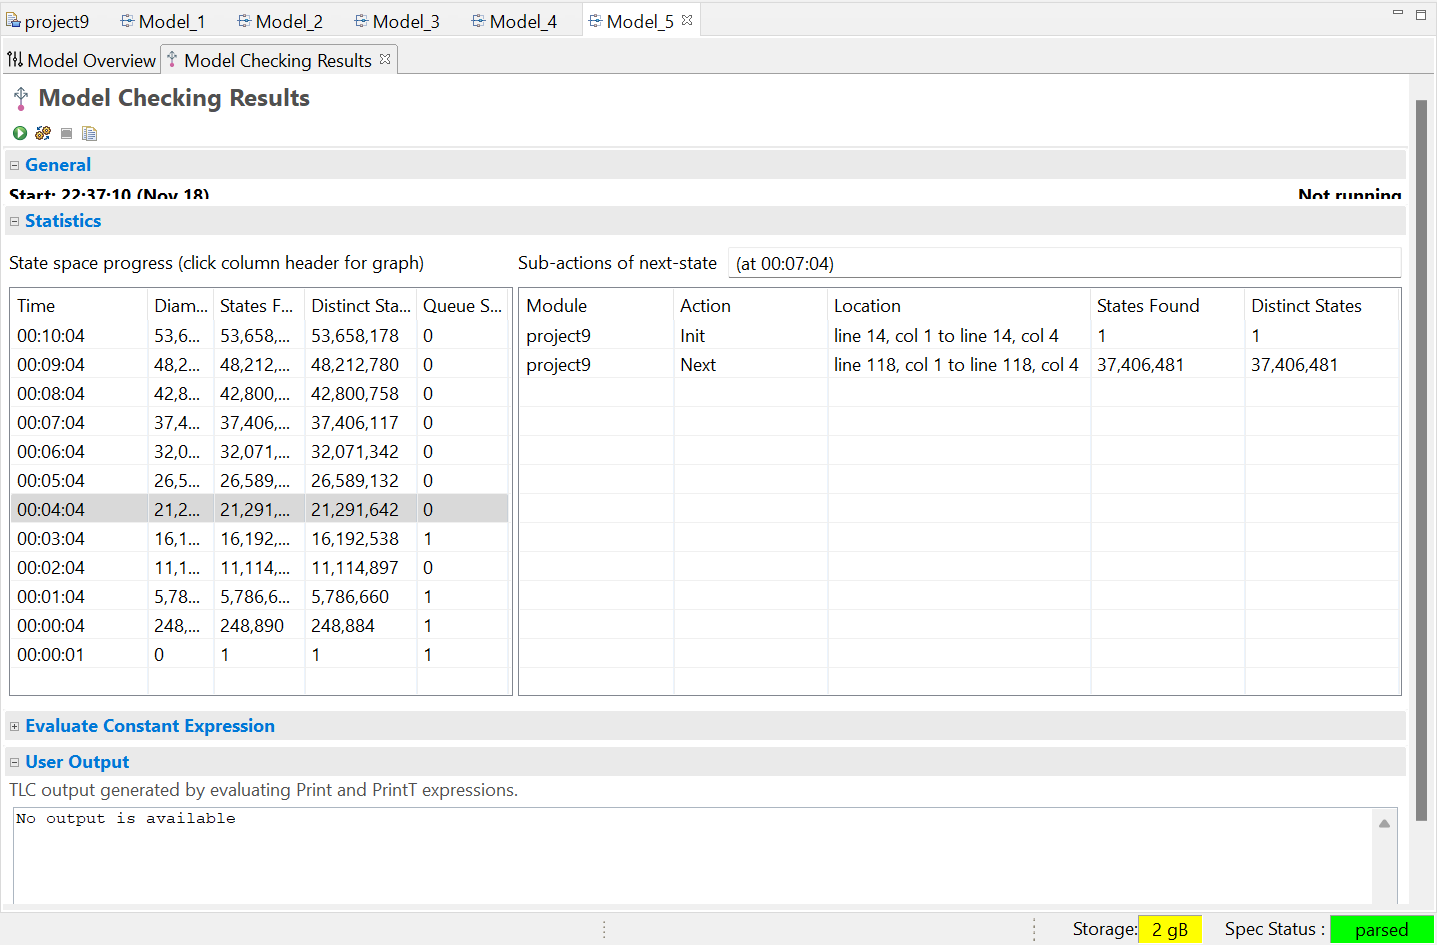 project9 Model_1 Model_2 Model_3 Model_4 Model_5
Model Overview Model Checking Results
Model Checking Results
General
Start: 22:37:10 (Nov 18) Not running
Statistics
State space progress (click column header for graph) Sub-actions of next-state (at 00:07:04)
Time Diam... States F... Distinct Sta... Queue S... Module Action Location States Found Distinct States
00:10:04 53,6... 53,658,... 53,658,178 0 project9 Init line 14, col 1 to line 14, col 4 1 1
00:09:04 48,2... 48,212,... 48,212,780 0 project9 Next line 118, col 1 to line 118, col 4 37,406,481 37,406,481
00:08:04 42,8... 42,800,... 42,800,758 0
00:07:04 37,4... 37,406,... 37,406,117 0
00:06:04 32,0... 32,071,... 32,071,342 0
00:05:04 26,5... 26,589,... 26,589,132 0
00:04:04 21,2... 21,291,... 21,291,642 0
00:03:04 16,1... 16,192,... 16,192,538 1
00:02:04 11,1... 11,114,... 11,114,897 0
00:01:04 5,78... 5,786,6... 5,786,660 1
00:00:04 248,... 248,890 248,884 1
00:00:01 0 1 1 1
Evaluate Constant Expression
User Output
TLC output generated by evaluating Print and PrintT expressions.
No output is available
Storage: 2 gB Spec Status : parsed